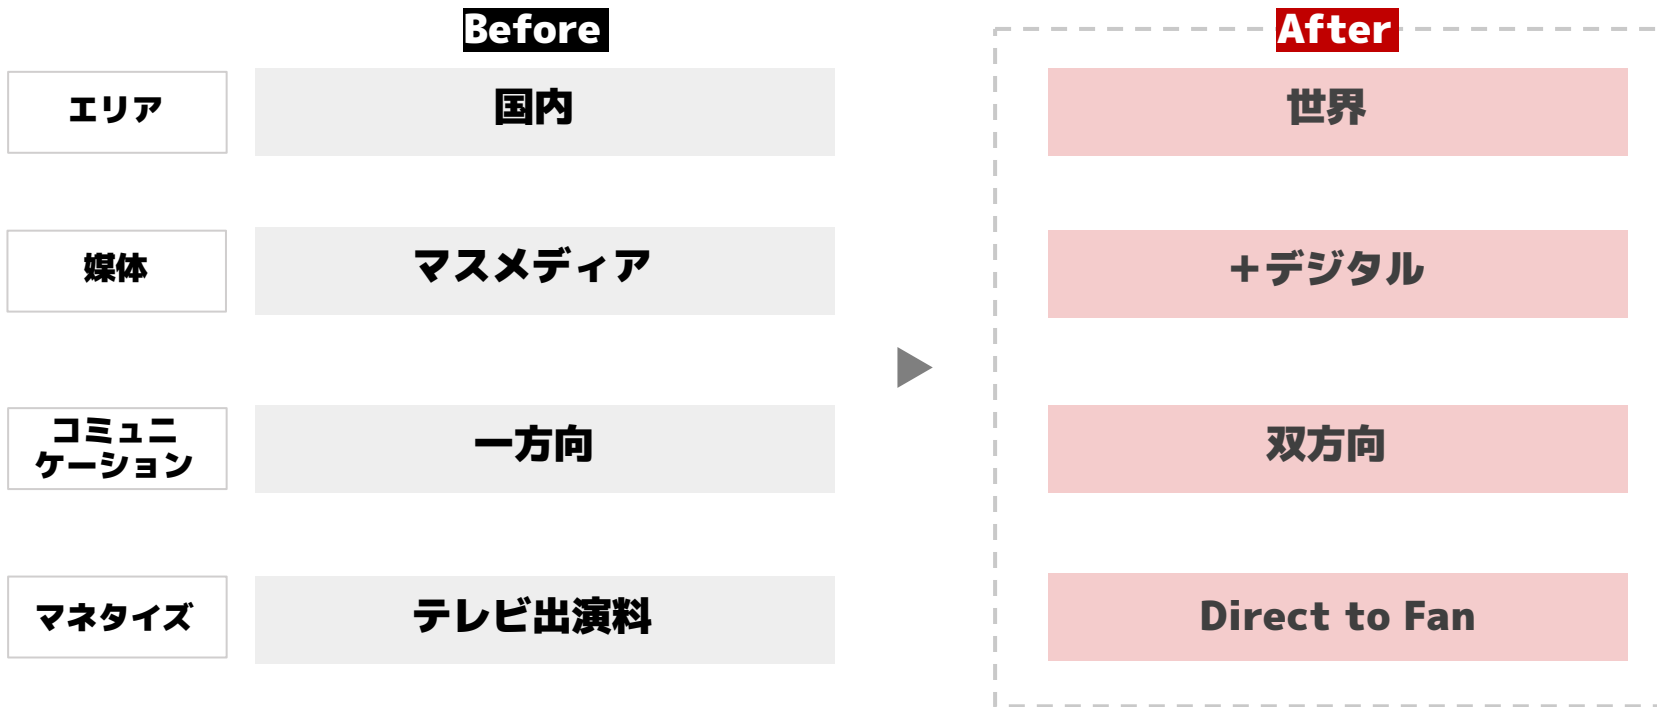 Before
After
エリア
国内
世界
媒体
マスメディア
+デジタル
コミュニ
ケーション
一方向
双方向
マネタイズ
テレビ出演料
Direct to Fan